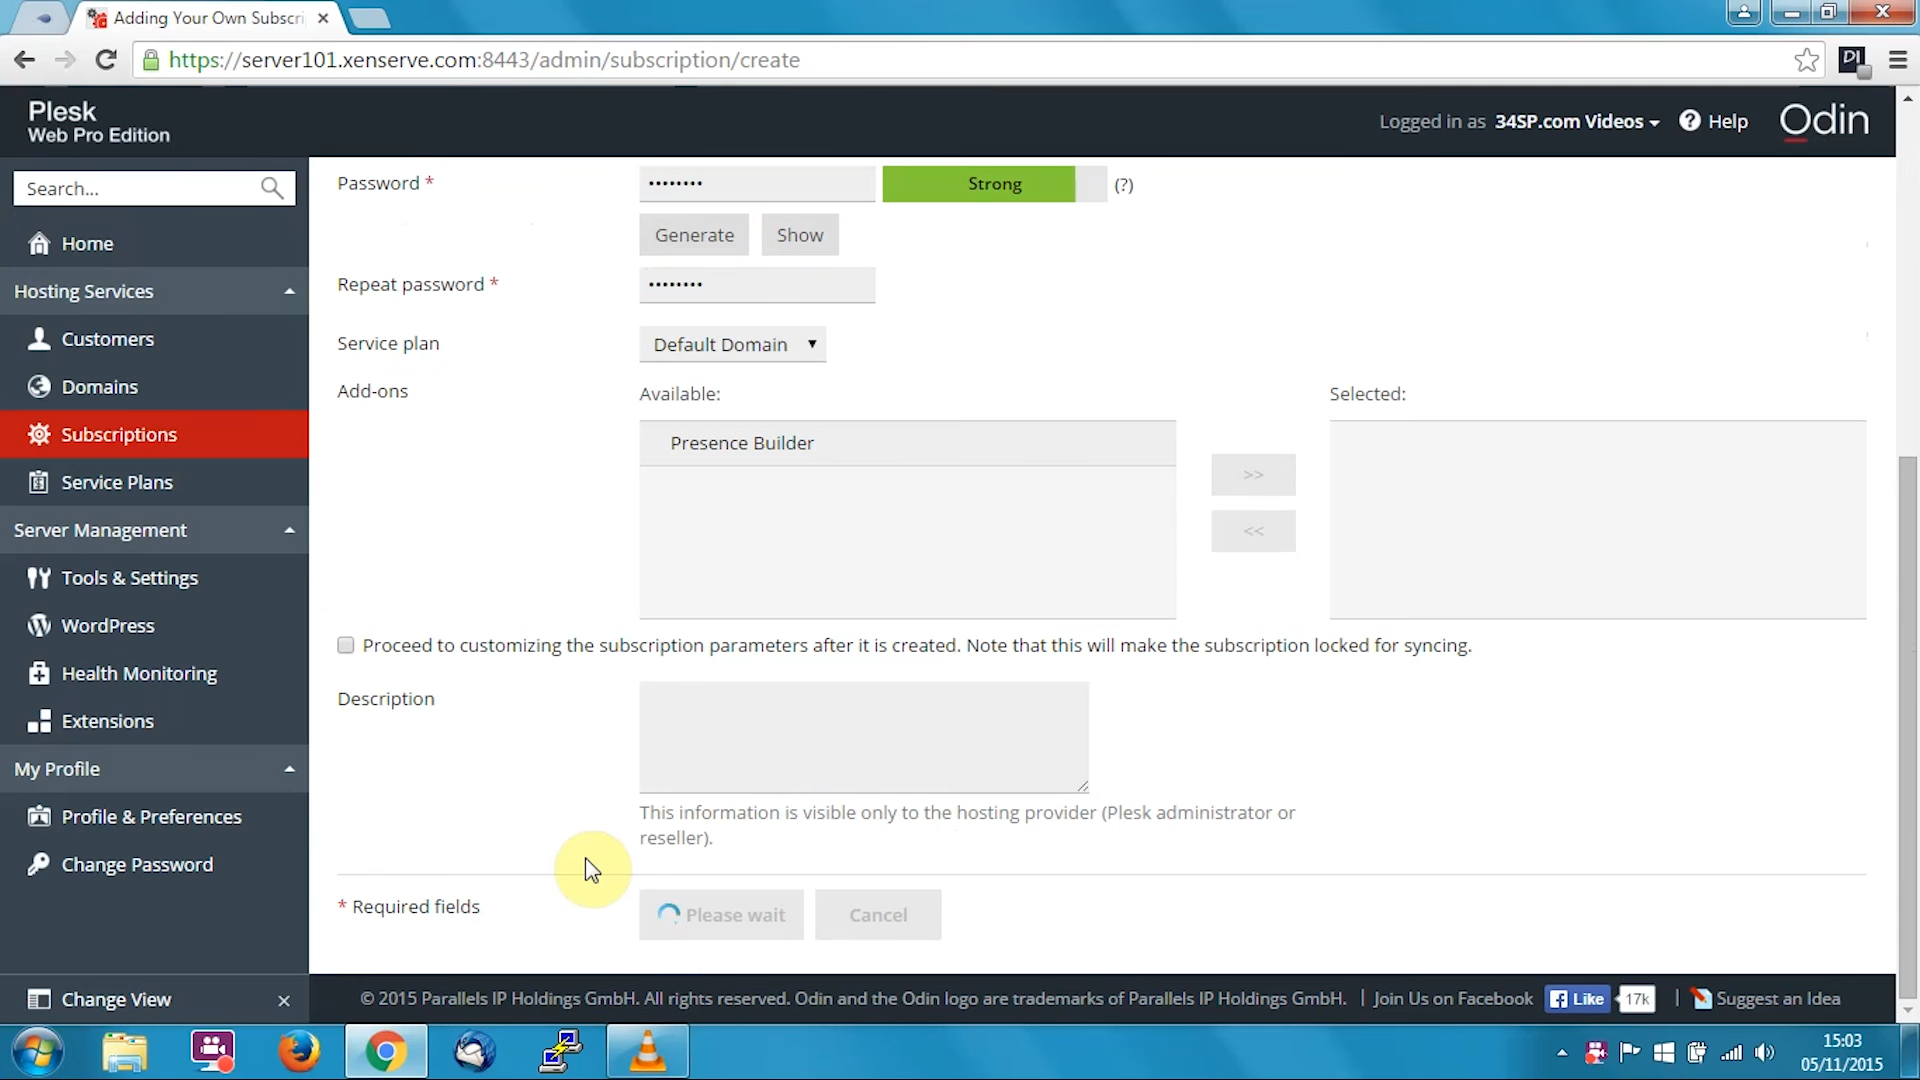 Adding Your Own Subscri
https://server101.xenserve.com:8443/admin/subscription/create
Plesk
Web Pro Edition
Logged in as 34SP.com Videos
Help
Odin
Search...
Home
Hosting Services
Customers
Domains
Subscriptions
Service Plans
Server Management
Tools & Settings
WordPress
Health Monitoring
Extensions
My Profile
Profile & Preferences
Change Password
Change View
Password *
••••••••
Strong
(?)
Generate
Show
Repeat password *
••••••••
Service plan
Default Domain
Add-ons
Available:
Selected:
Presence Builder
>>
<<
Proceed to customizing the subscription parameters after it is created. Note that this will make the subscription locked for syncing.
Description
This information is visible only to the hosting provider (Plesk administrator or
reseller).
* Required fields
Please wait
Cancel
© 2015 Parallels IP Holdings GmbH. All rights reserved. Odin and the Odin logo are trademarks of Parallels IP Holdings GmbH. | Join Us on Facebook
Like
17k
| Suggest an Idea
15:03
05/11/2015